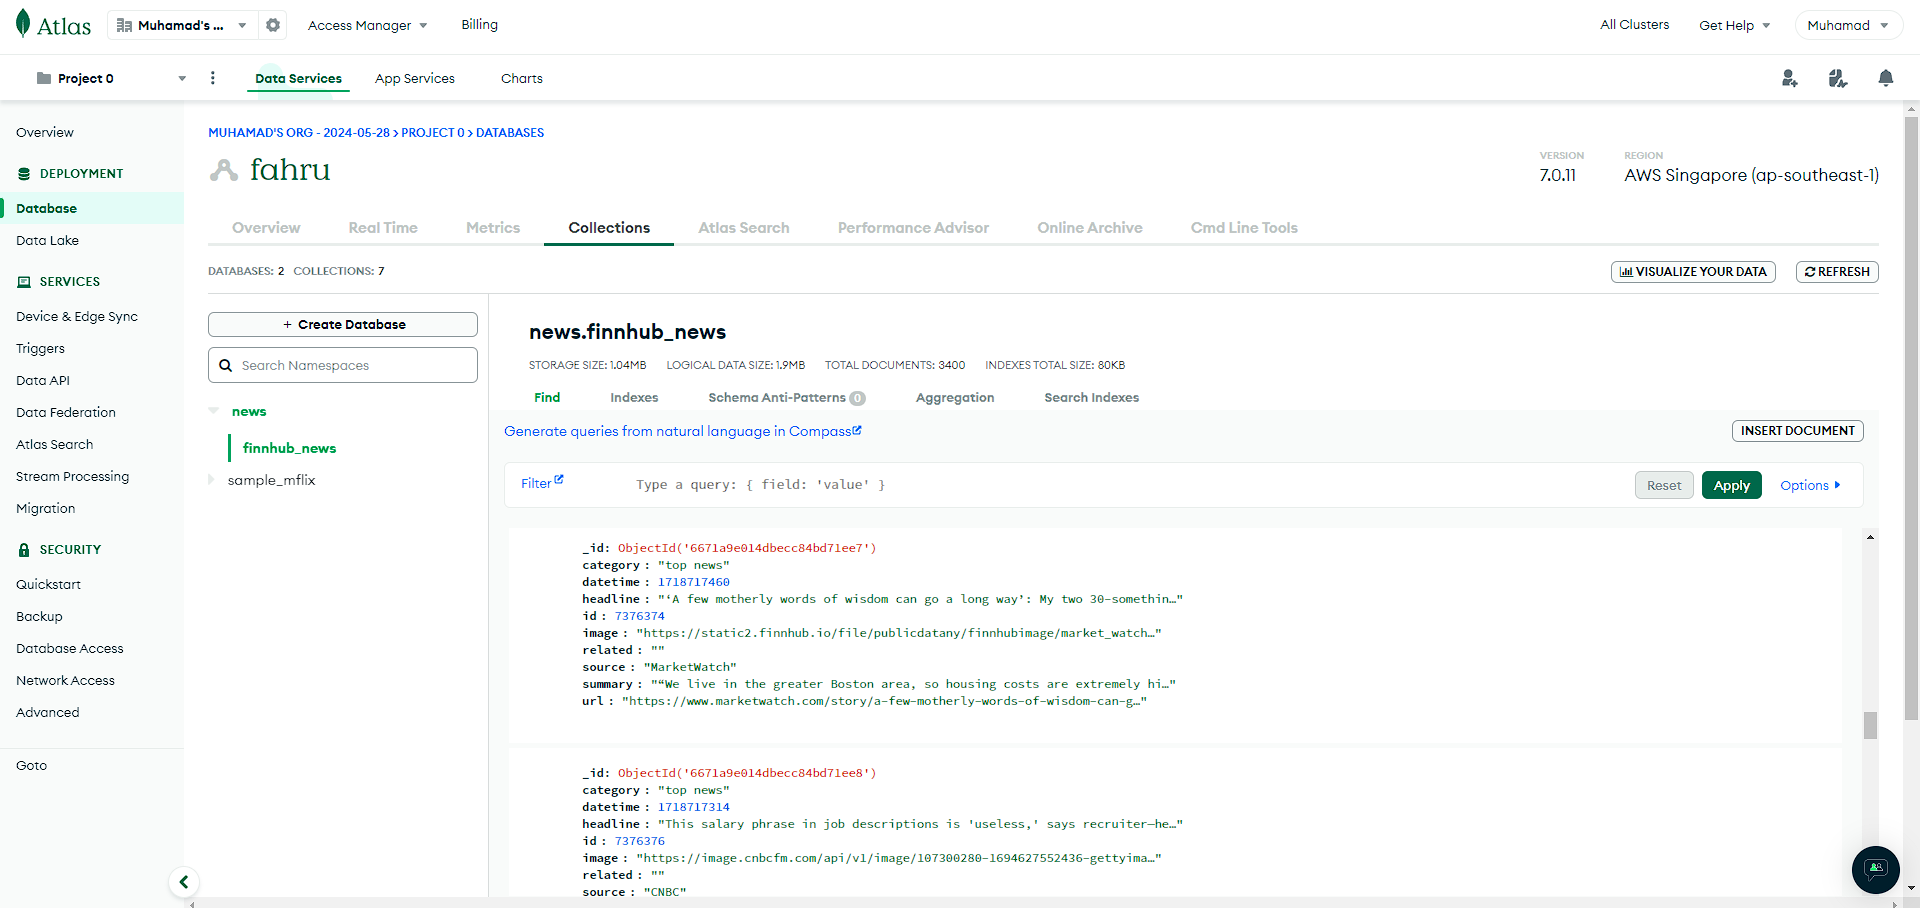 Atlas
Muhamad's ...
Access Manager
Billing
All Clusters
Get Help
Muhamad
Project 0
Data Services
App Services
Charts
Overview
DEPLOYMENT
Database
Data Lake
SERVICES
Device & Edge Sync
Triggers
Data API
Data Federation
Atlas Search
Stream Processing
Migration
SECURITY
Quickstart
Backup
Database Access
Network Access
Advanced
Goto
MUHAMAD'S ORG - 2024-05-28 > PROJECT 0 > DATABASES
fahru
VERSION
7.0.11
REGION
AWS Singapore (ap-southeast-1)
Overview
Real Time
Metrics
Collections
Atlas Search
Performance Advisor
Online Archive
Cmd Line Tools
DATABASES: 2 COLLECTIONS: 7
VISUALIZE YOUR DATA
REFRESH
+ Create Database
Search Namespaces
news
finnhub_news
sample_mflix
news.finnhub_news
STORAGE SIZE: 1.04MB LOGICAL DATA SIZE: 1.9MB TOTAL DOCUMENTS: 3400 INDEXES TOTAL SIZE: 80KB
Find
Indexes
Schema Anti-Patterns 0
Aggregation
Search Indexes
Generate queries from natural language in Compass
INSERT DOCUMENT
Filter
Type a query: { field: 'value' }
Reset
Apply
Options
_id: ObjectId('6671a9e014dbecc84bd71ee7')
category : "top news"
datetime : 1718717460
headline : "‘A few motherly words of wisdom can go a long way’: My two 30-somethin…"
id : 7376374
image : "https://static2.finnhub.io/file/publicdatany/finnhubimage/market_watch…"
related : ""
source : "MarketWatch"
summary : "“We live in the greater Boston area, so housing costs are extremely hi…"
url : "https://www.marketwatch.com/story/a-few-motherly-words-of-wisdom-can-g…"
_id: ObjectId('6671a9e014dbecc84bd71ee8')
category : "top news"
datetime : 1718717314
headline : "This salary phrase in job descriptions is 'useless,' says recruiter—he…"
id : 7376376
image : "https://image.cnbcfm.com/api/v1/image/107300280-1694627552436-gettyima…"
related : ""
source : "CNBC"